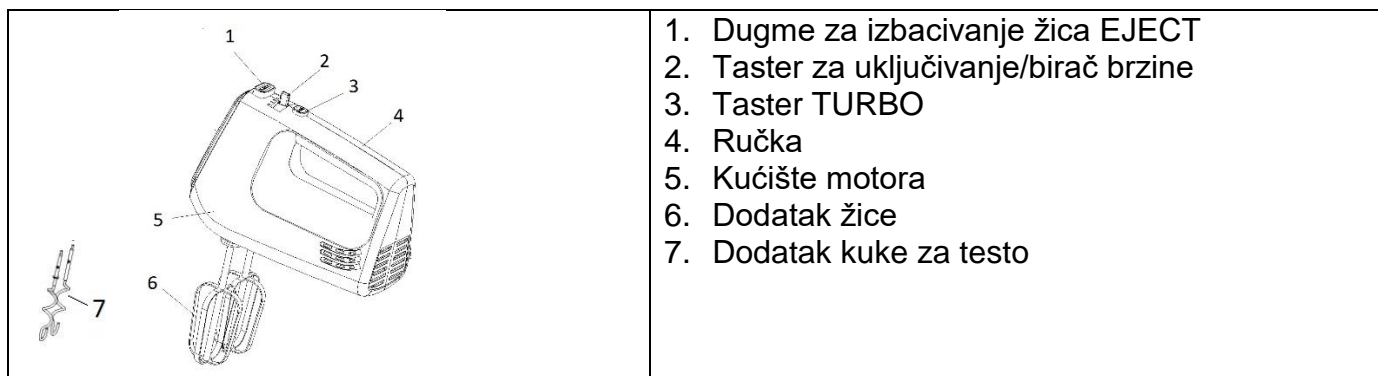 1
2
3
4
5
6
7
1. Dugme za izbacivanje žica EJECT
2. Taster za uključivanje/birač brzine
3. Taster TURBO
4. Ručka
5. Kućište motora
6. Dodatak žice
7. Dodatak kuke za testo